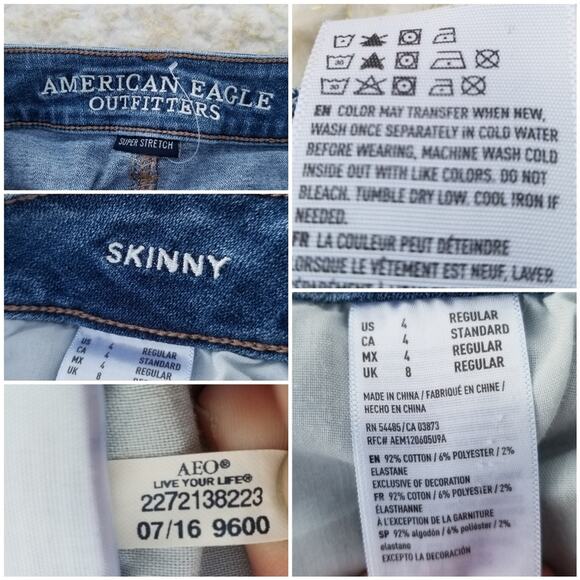 AMERICAN EAGLE
OUTFITTERS
SUPER STRETCH
SKINNY
US 4 REGULAR
CA 4 STANDARD
MX 4 REGULAR
UK 8 REGULAR
AEO®
LIVE YOUR LIFE®
2272138223
07/16 9600
30
30
EN COLOR MAY TRANSFER WHEN NEW,
WASH ONCE SEPARATELY IN COLD WATER
BEFORE WEARING, MACHINE WASH COLD
INSIDE OUT WITH LIKE COLORS. DO NOT
BLEACH. TUMBLE DRY LOW. COOL IRON IF
NEEDED.
FR LA COULEUR PEUT DÉTEINDRE
LORSQUE LE VÊTEMENT EST NEUF, LAVER
US 4 REGULAR
CA 4 STANDARD
MX 4 REGULAR
UK 8 REGULAR
MADE IN CHINA / FABRIQUÉ EN CHINE /
HECHO EN CHINA
RN 54485/CA 03873
RFC# AEM120605U9A
EN 92% COTTON / 6% POLYESTER / 2%
ELASTANE
EXCLUSIVE OF DECORATION
FR 92% COTON / 6% POLYESTER / 2%
ÉLASTHANNE
À L'EXCEPTION DE LA GARNITURE
SP 92% algodón / 6% poliéster / 2%
elastano
EXCEPTO LA DECORACIÓN